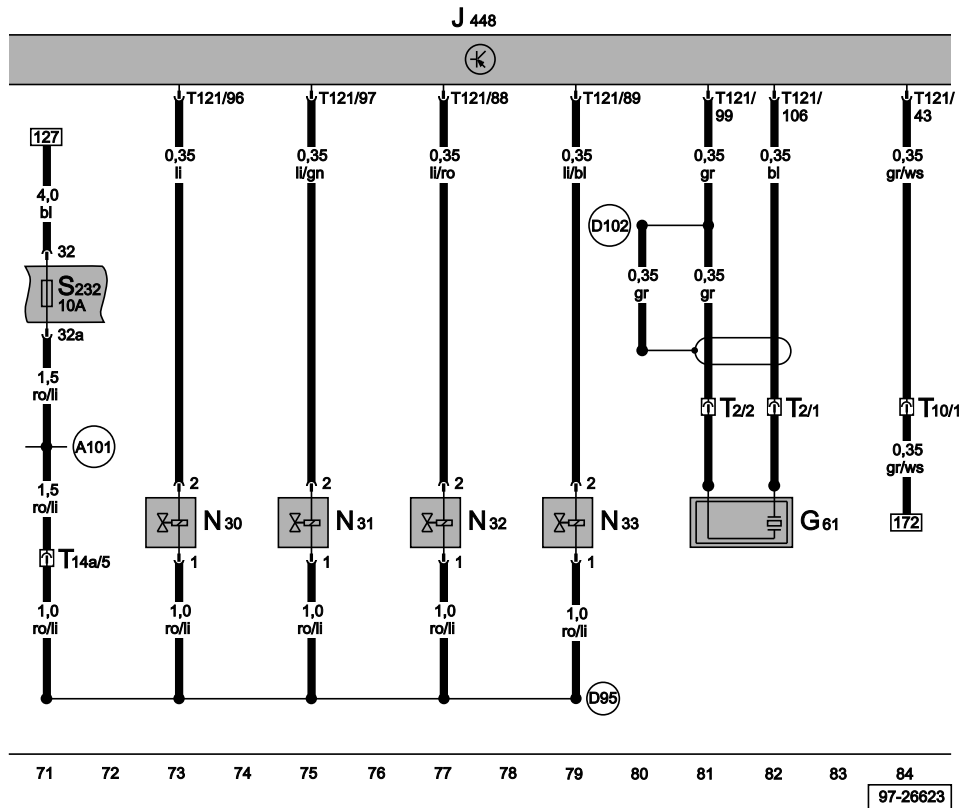 J 448
T121/96 T121/97 T121/88 T121/89 T121/ T121/ T121/
99 106 43
127
0,35 0,35 0,35 0,35 0,35 0,35 0,35
li li/gn li/ro li/bl gr bl gr/ws
4,0
bl
D102
32
S232
10A
0,35 0,35
gr gr
32a
1,5
ro/li
T2/2 T2/1 T10/1
A101
0,35
gr/ws
2 2 2 2
1,5
ro/li
N30 N31 N32 N33 G61
172
T14a/5
1 1 1 1
1,0 1,0 1,0 1,0 1,0
ro/li ro/li ro/li ro/li ro/li
D95
71 72 73 74 75 76 77 78 79 80 81 82 83 84
97-26623